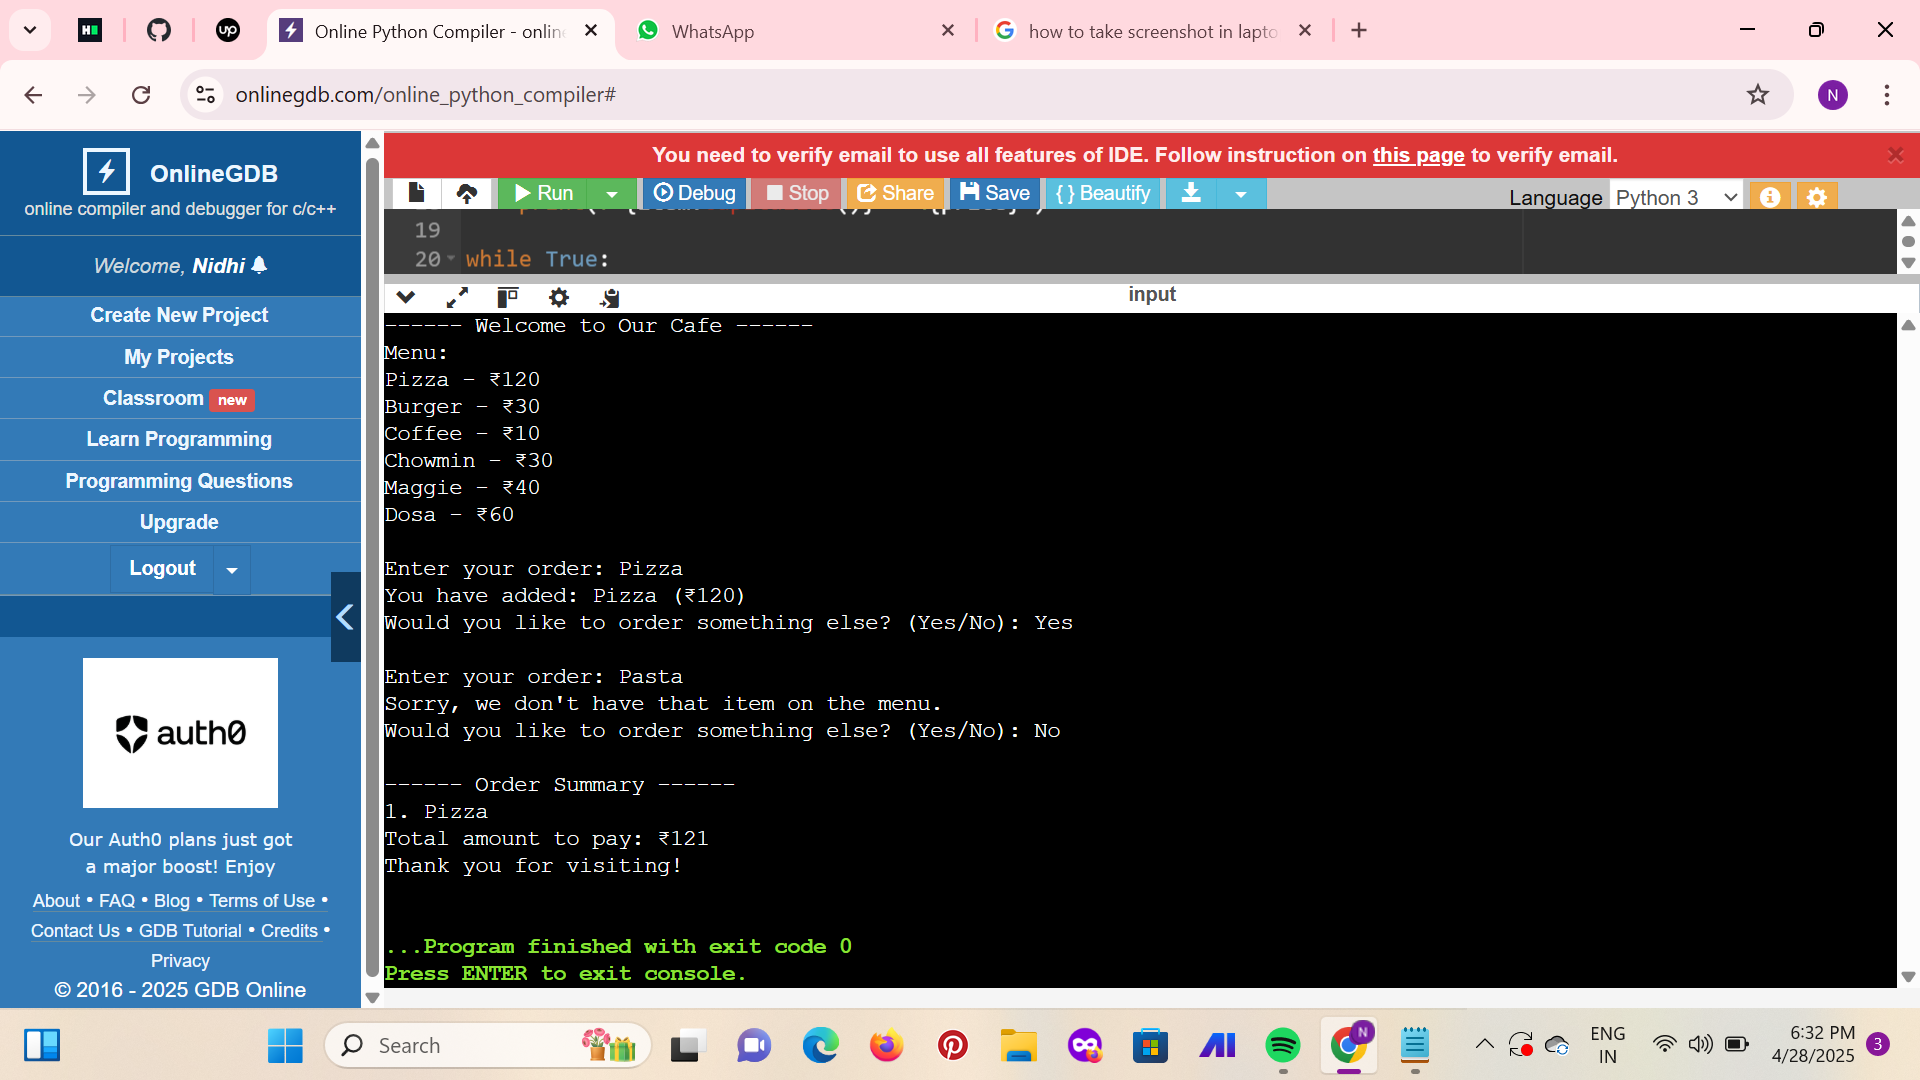 Online Python Compiler - onlin
WhatsApp
how to take screenshot in lapto
onlinegdb.com/online_python_compiler#
N
OnlineGDB
online compiler and debugger for c/c++
Welcome, Nidhi
Create New Project
My Projects
Classroom new
Learn Programming
Programming Questions
Upgrade
Logout
auth0
Our Auth0 plans just got
a major boost! Enjoy
About • FAQ • Blog • Terms of Use •
Contact Us • GDB Tutorial • Credits •
Privacy
© 2016 - 2025 GDB Online
You need to verify email to use all features of IDE. Follow instruction on this page to verify email.
Run
Debug
Stop
Share
Save
{ } Beautify
Language Python 3
19
20 while True:
input
------ Welcome to Our Cafe ------
Menu:
Pizza - ₹120
Burger - ₹30
Coffee - ₹10
Chowmin - ₹30
Maggie - ₹40
Dosa - ₹60
Enter your order: Pizza
You have added: Pizza (₹120)
Would you like to order something else? (Yes/No): Yes
Enter your order: Pasta
Sorry, we don't have that item on the menu.
Would you like to order something else? (Yes/No): No
------ Order Summary ------
1. Pizza
Total amount to pay: ₹121
Thank you for visiting!
...Program finished with exit code 0
Press ENTER to exit console.
Search
ENG
IN
6:32 PM
4/28/2025
3